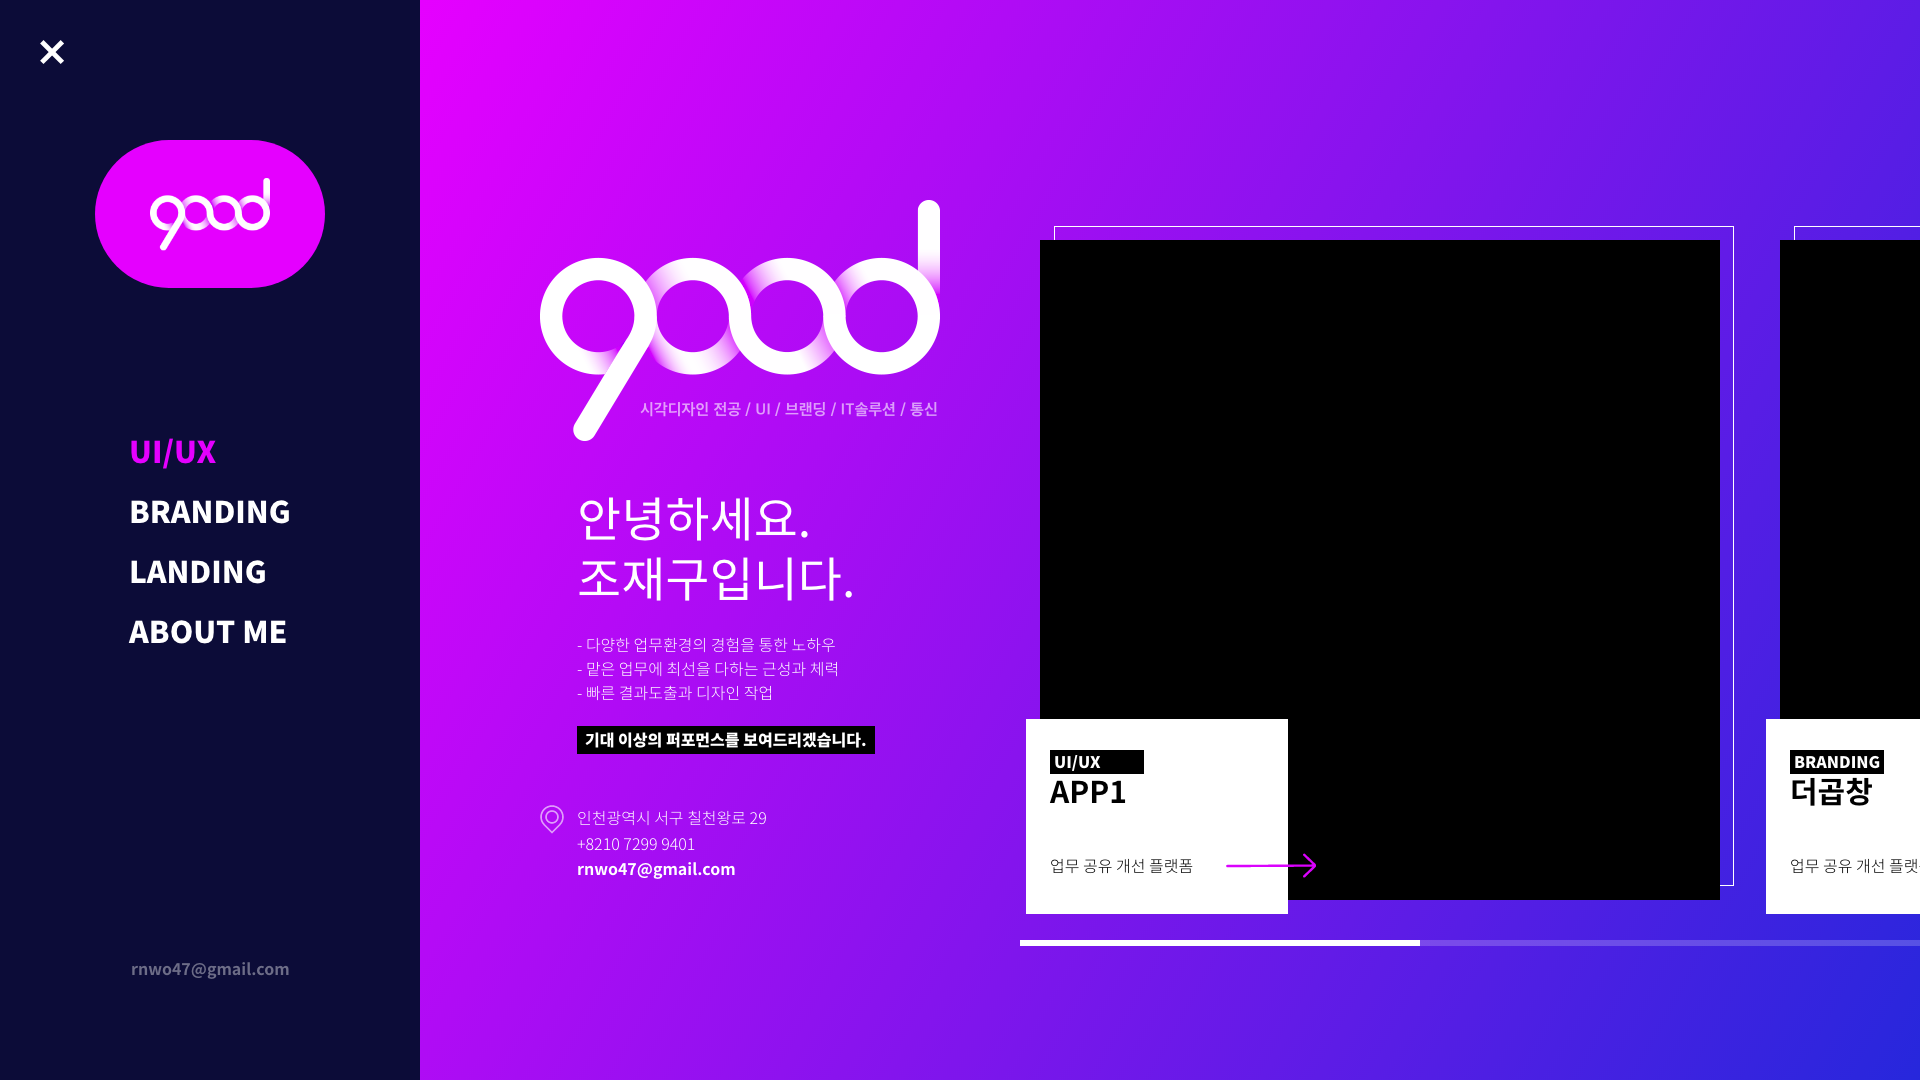 good
UI/UX
BRANDING
LANDING
ABOUT ME
rnwo47@gmail.com
good
시각디자인 전공 / UI / 브랜딩 / IT솔루션 / 통신
안녕하세요.
조재구입니다.
- 다양한 업무환경의 경험을 통한 노하우
- 맡은 업무에 최선을 다하는 근성과 체력
- 빠른 결과도출과 디자인 작업
기대 이상의 퍼포먼스를 보여드리겠습니다.
인천광역시 서구 칠천왕로 29
+8210 7299 9401
rnwo47@gmail.com
UI/UX
APP1
업무 공유 개선 플랫폼
BRANDING
더곱창
업무 공유 개선